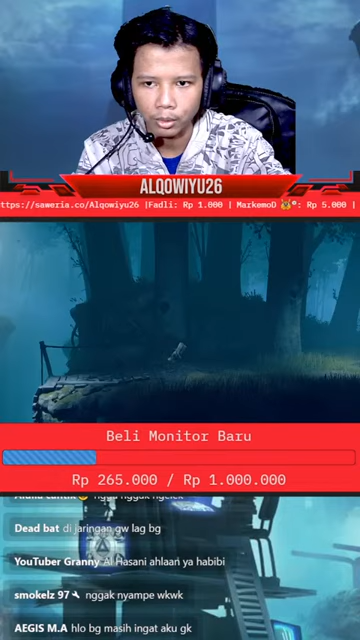 ALQOWIYU26
ttps://saweria.co/Alqowiyu26 |Fadli: Rp 1.000 | MarkemoD 🐯°: Rp 5.000 |
Beli Monitor Baru
Rp 265.000 / Rp 1.000.000
Dead bat di jaringan gw lag bg
YouTuber Granny Al Hasani ahlaan ya habibi
smokelz 97 nggak nyampe wkwk
AEGIS M.A hlo bg masih ingat aku gk